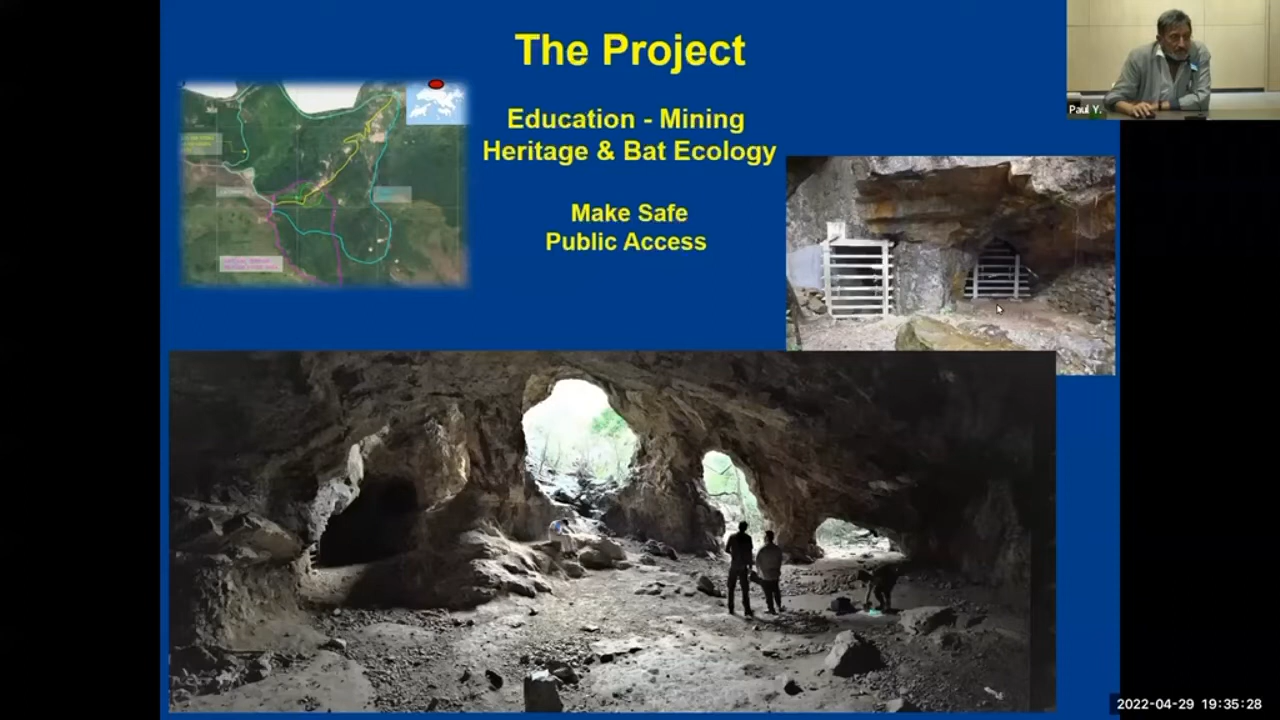 The Project
Paul Y.
Education - Mining
Heritage & Bat Ecology
Make Safe
Public Access
2022-04-29 19:35:28